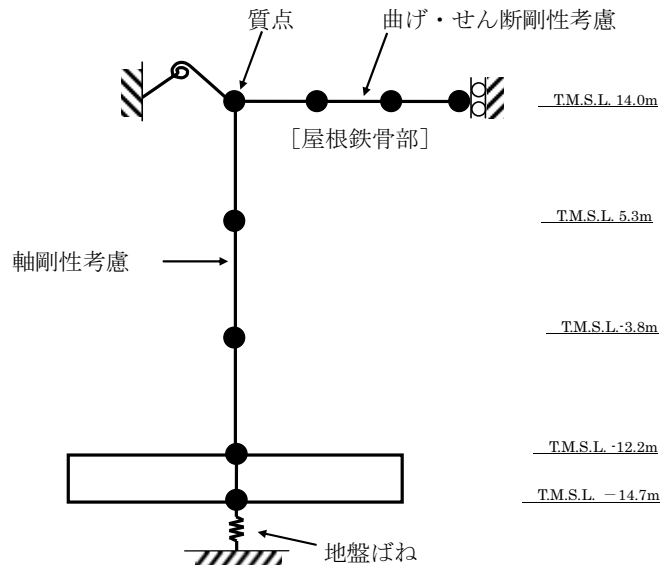 質点
曲げ・せん断剛性考慮
T.M.S.L. 14.0m
［屋根鉄骨部］
T.M.S.L. 5.3m
軸剛性考慮
T.M.S.L.-3.8m
T.M.S.L. -12.2m
T.M.S.L. －14.7m
地盤ばね